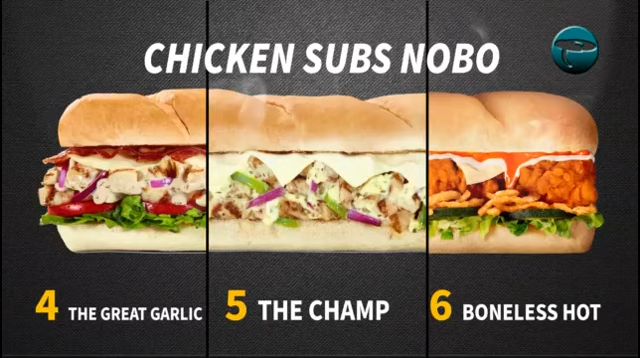 CHICKEN SUBS NOBO
4 THE GREAT GARLIC
5 THE CHAMP
6 BONELESS HOT